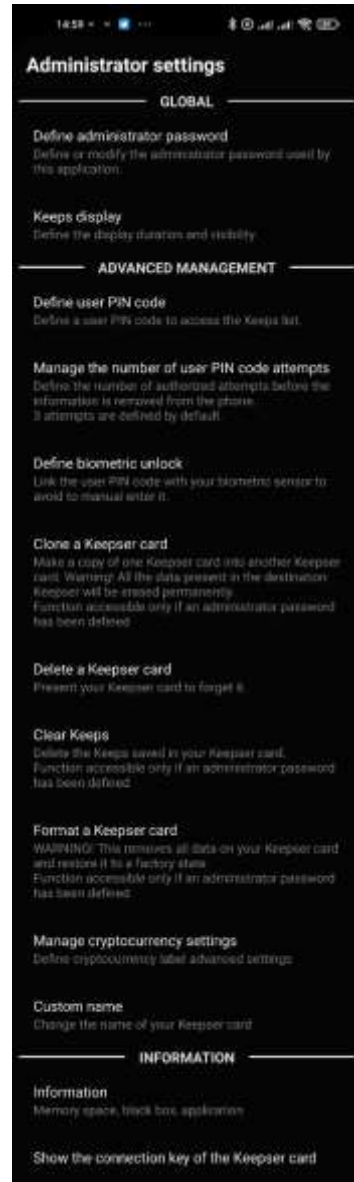 14:59
Administrator settings
GLOBAL
Define administrator password
Define or modify the administrator password used by
this application.
Keeps display
Define the display duration and visibility
ADVANCED MANAGEMENT
Define user PIN code
Define a user PIN code to access the Keeps list.
Manage the number of user PIN code attempts
Define the number of authorized attempts before the
information is removed from the phone.
3 attempts are defined by default.
Define biometric unlock
Link the user PIN code with your biometric sensor to
avoid to manual enter it.
Clone a Keepser card
Make a copy of one Keepser card into another Keepser
card. Warning! All the data present in the destination
Keepser will be erased permanently.
Function accessible only if an administrator password
has been defined
Delete a Keepser card
Present your Keepser card to forget it.
Clear Keeps
Delete the Keeps saved in your Keepser card.
Function accessible only if an administrator password
has been defined
Format a Keepser card
WARNING! This removes all data on your Keepser card
and restore it to a factory state
Function accessible only if an administrator password
has been defined
Manage cryptocurrency settings
Define cryptocurrency label advanced settings
Custom name
Change the name of your Keepser card
INFORMATION
Information
Memory space, black box, application
Show the connection key of the Keepser card